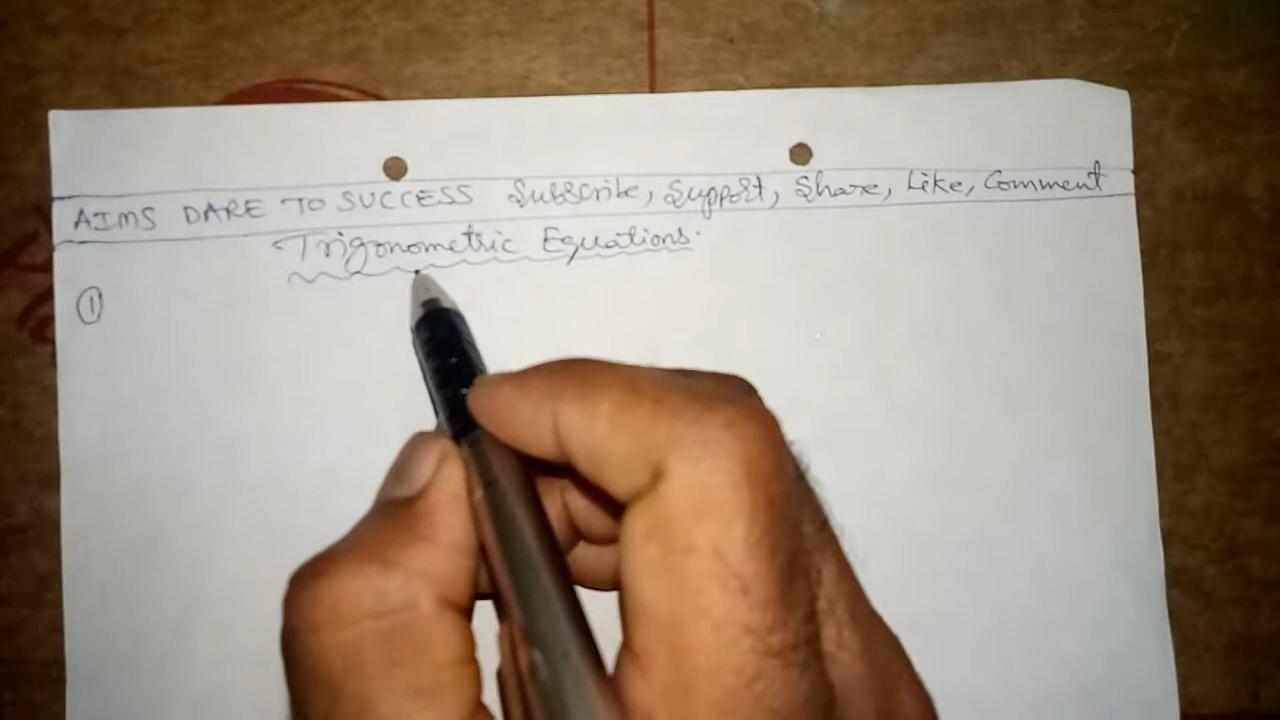 AIMS DARE TO SUCCESS Subscribe, Support, Share, Like, Comment
Trigonometric Equations.
①